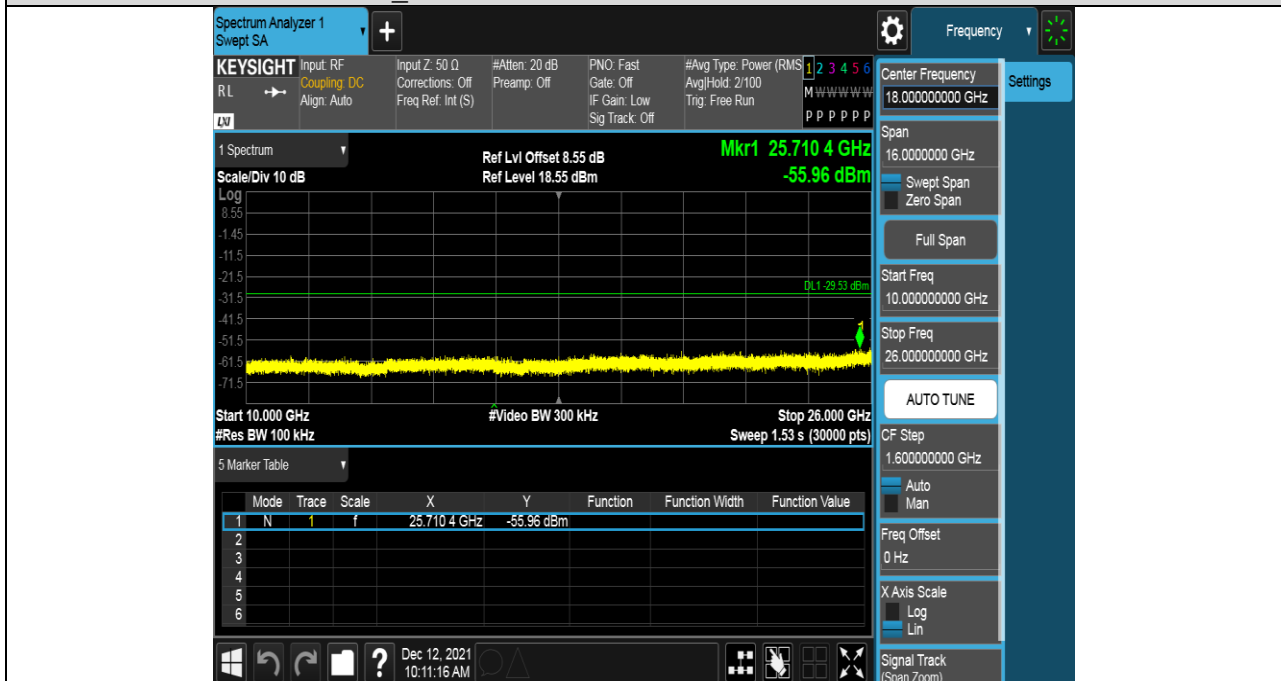 Spectrum Analyzer 1
Swept SA
Frequency
KEYSIGHT
RL
LXI
Input: RF
Coupling: DC
Align: Auto
Input Z: 50 Ω
Corrections: Off
Freq Ref: Int (S)
#Atten: 20 dB
Preamp: Off
PNO: Fast
Gate: Off
IF Gain: Low
Sig Track: Off
#Avg Type: Power (RMS
Avg|Hold: 2/100
Trig: Free Run
1 2 3 4 5 6
M W W W W W
P P P P P P
Center Frequency
18.000000000 GHz
Settings
Span
16.0000000 GHz
Swept Span
Zero Span
Full Span
Start Freq
10.000000000 GHz
Stop Freq
26.000000000 GHz
AUTO TUNE
CF Step
1.600000000 GHz
Auto
Man
Freq Offset
0 Hz
X Axis Scale
Log
Lin
Signal Track
(Span Zoom)
1 Spectrum
Scale/Div 10 dB
Ref Lvl Offset 8.55 dB
Ref Level 18.55 dBm
Mkr1 25.710 4 GHz
-55.96 dBm
Log
8.55
-1.45
-11.5
-21.5
-31.5
-41.5
-51.5
-61.5
-71.5
DL1 -29.53 dBm
1
Start 10.000 GHz
#Video BW 300 kHz
Stop 26.000 GHz
#Res BW 100 kHz
Sweep 1.53 s (30000 pts)
5 Marker Table
Mode Trace Scale X Y Function Function Width Function Value
1 N 1 f 25.710 4 GHz -55.96 dBm
2
3
4
5
6
?
Dec 12, 2021
10:11:16 AM